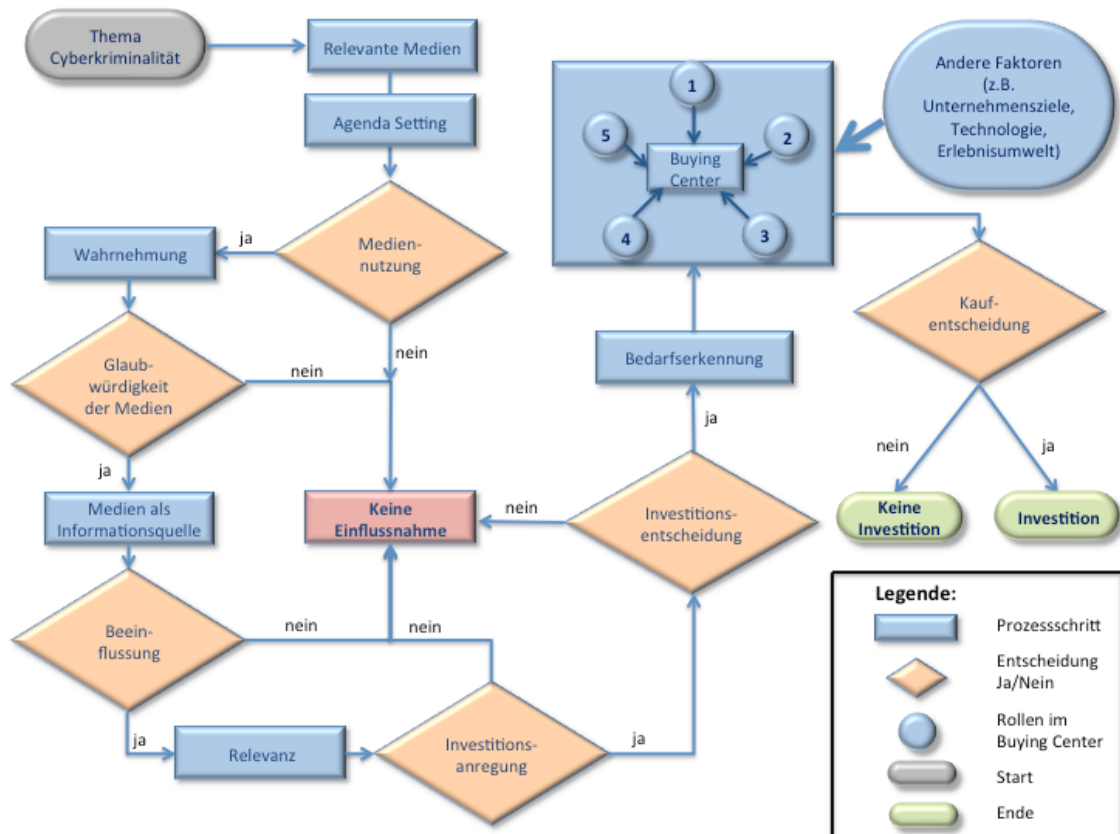 Thema
Cyberkriminalität
Relevante Medien
Agenda Setting
Medien-
nutzung
ja
nein
Wahrnehmung
Glaub-
würdigkeit
der Medien
nein
ja
Medien als
Informationsquelle
Beein-
flussung
nein
ja
Relevanz
Investitions-
anregung
nein
ja
Keine
Einflussnahme
Investitions-
entscheidung
nein
ja
Bedarfserkennung
1
2
3
4
5
Buying
Center
Andere Faktoren
(z.B.
Unternehmensziele,
Technologie,
Erlebnisumwelt)
Kauf-
entscheidung
nein
ja
Keine
Investition
Investition
Legende:
Prozessschritt
Entscheidung
Ja/Nein
Rollen im
Buying Center
Start
Ende